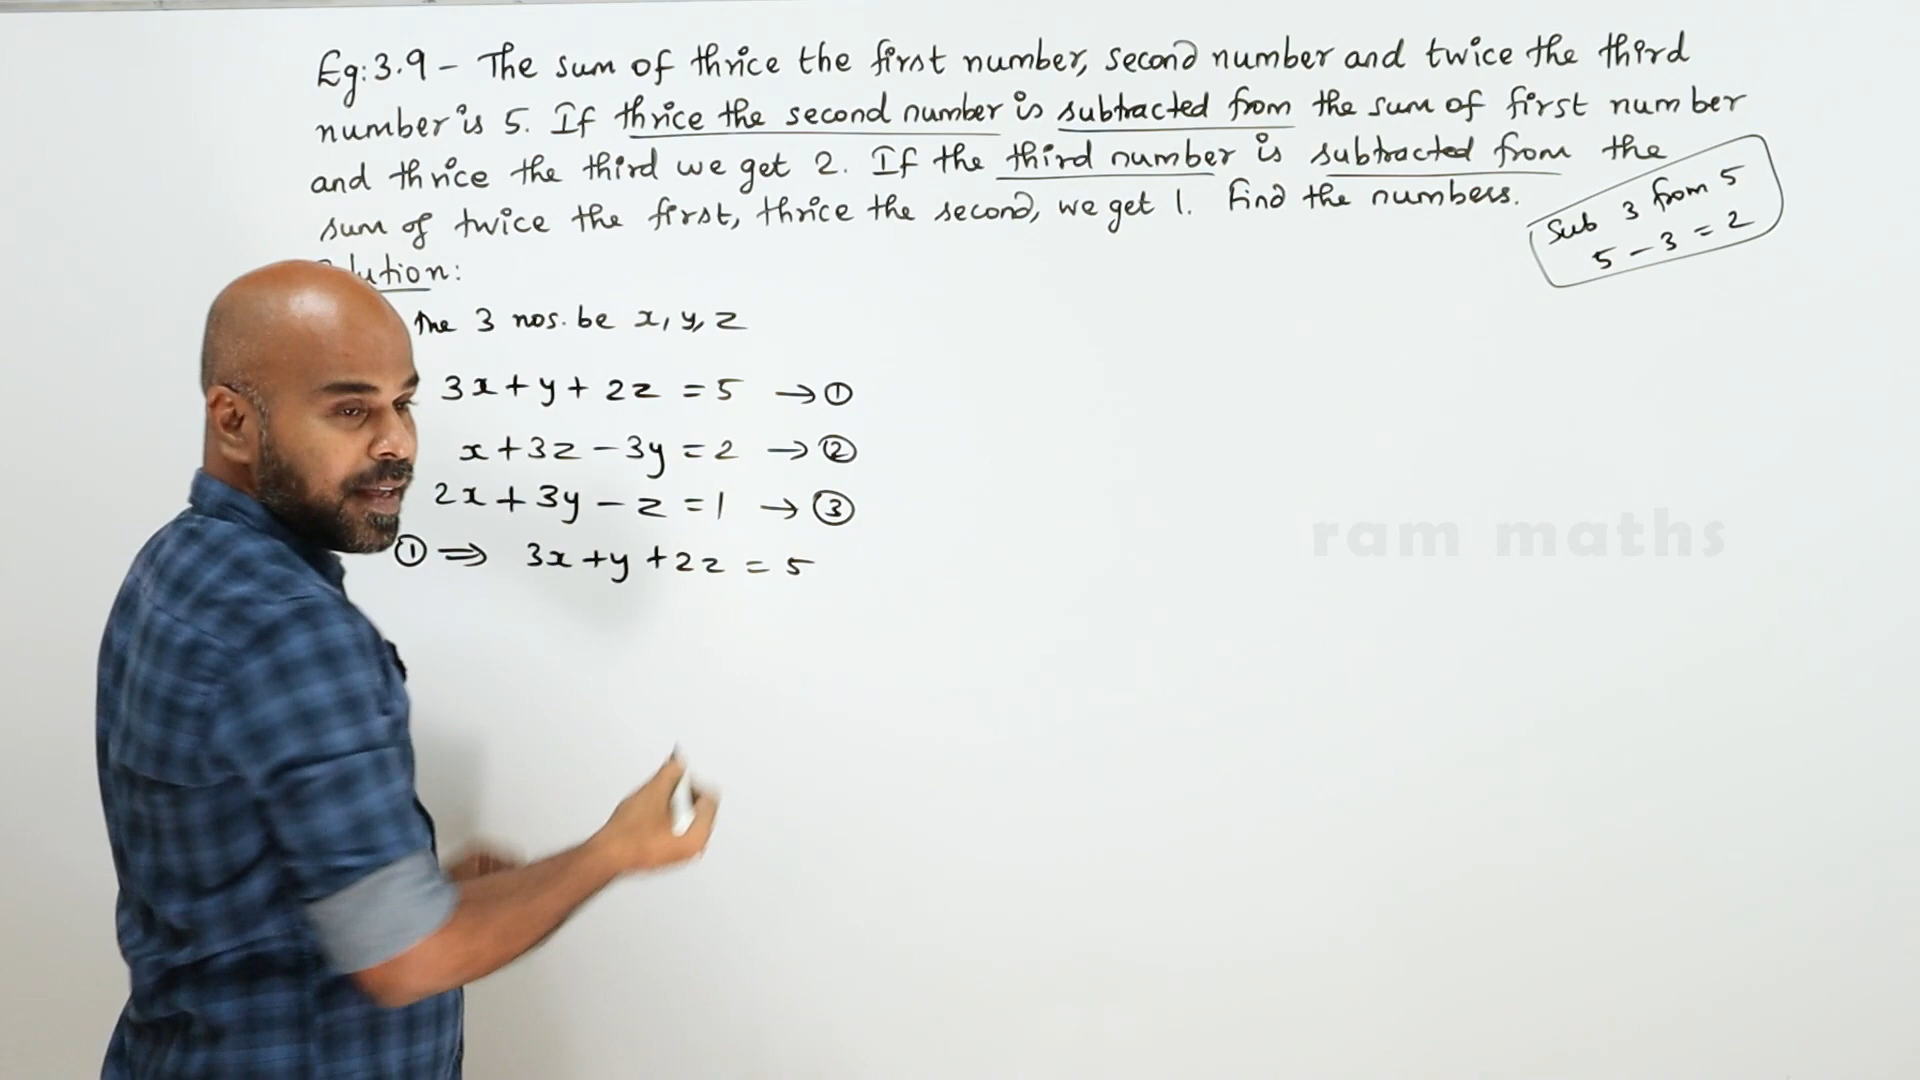 Eg: 3.9 - The sum of thrice the first number, second number and twice the third
number is 5. If thrice the second number is subtracted from the sum of first number
and thrice the third we get 2. If the third number is subtracted from the
sum of twice the first, thrice the second, we get 1. Find the numbers.
Sub 3 from 5
5 - 3 = 2
lution:
the 3 nos. be x, y, z
3x + y + 2z = 5 → ①
x + 3z - 3y = 2 → ②
2x + 3y - z = 1 → ③
① ⇒ 3x + y + 2z = 5
ram maths